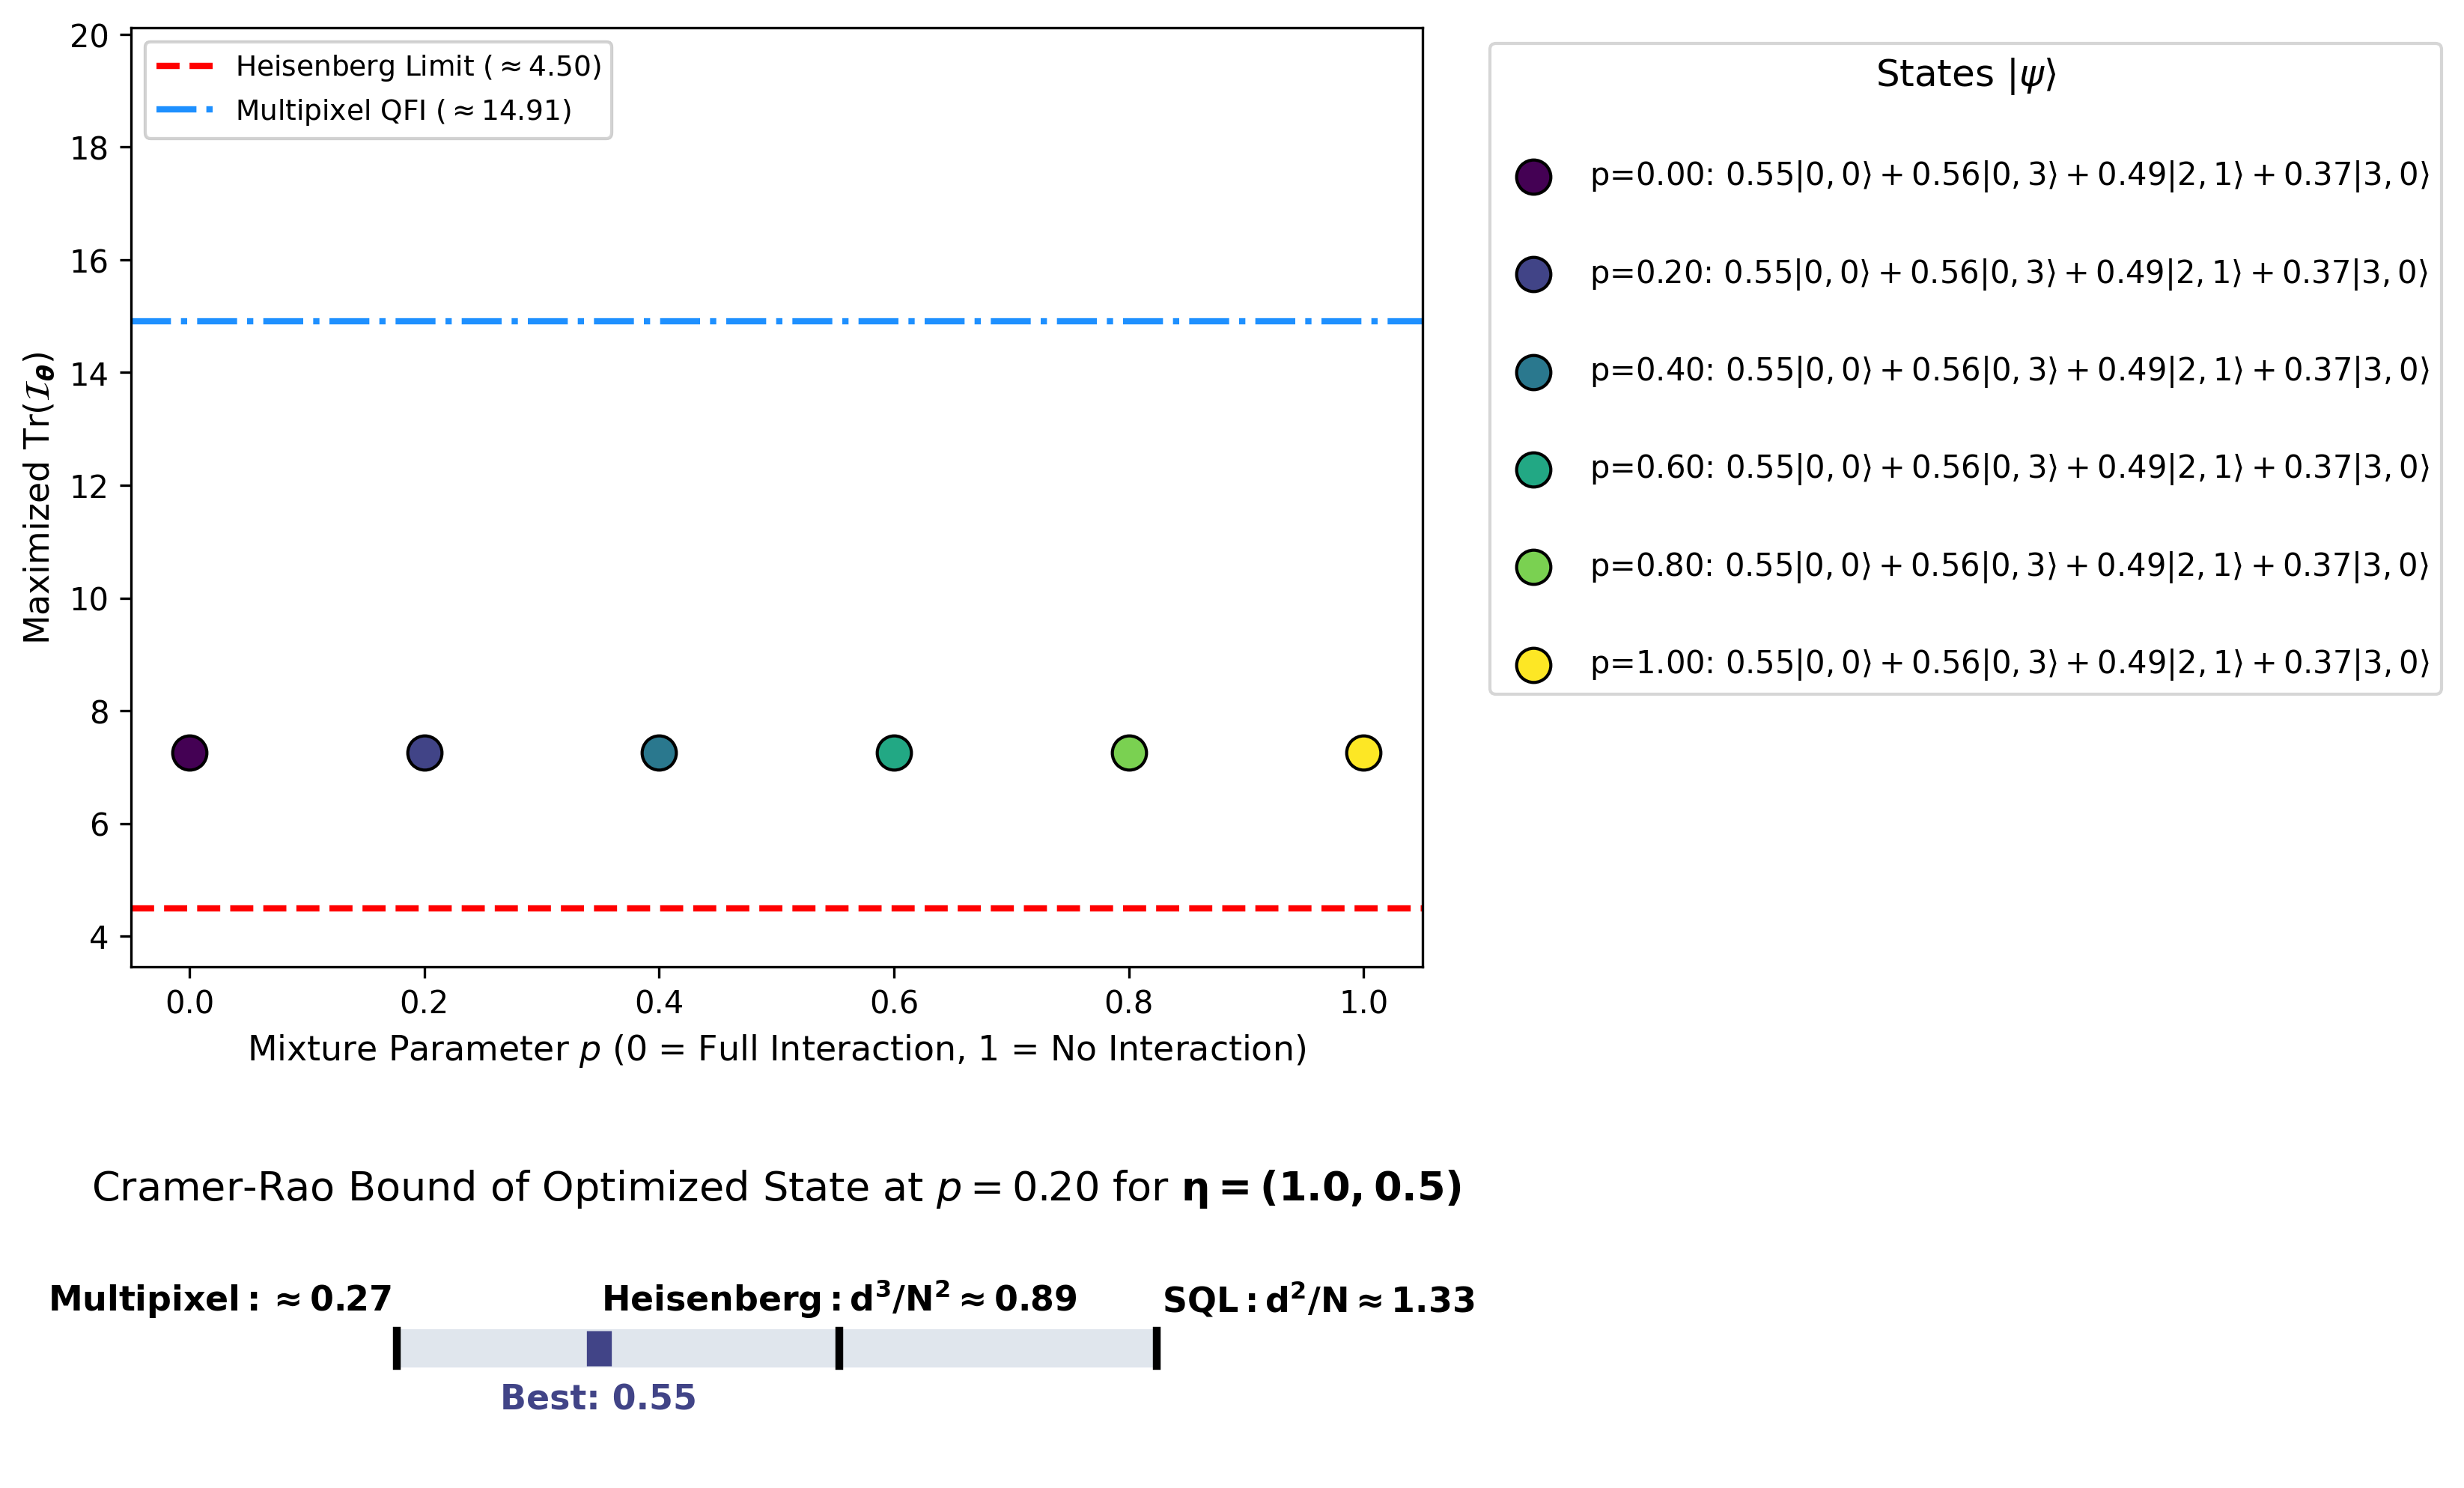 20
18
16
14
12
10
8
6
4
Maximized Tr(𝓘_𝜽)
Heisenberg Limit (≈4.50)
Multipixel QFI (≈14.91)
0.0 0.2 0.4 0.6 0.8 1.0
Mixture Parameter p (0 = Full Interaction, 1 = No Interaction)
States |ψ⟩
p=0.00: 0.55|0, 0⟩ + 0.56|0, 3⟩ + 0.49|2, 1⟩ + 0.37|3, 0⟩
p=0.20: 0.55|0, 0⟩ + 0.56|0, 3⟩ + 0.49|2, 1⟩ + 0.37|3, 0⟩
p=0.40: 0.55|0, 0⟩ + 0.56|0, 3⟩ + 0.49|2, 1⟩ + 0.37|3, 0⟩
p=0.60: 0.55|0, 0⟩ + 0.56|0, 3⟩ + 0.49|2, 1⟩ + 0.37|3, 0⟩
p=0.80: 0.55|0, 0⟩ + 0.56|0, 3⟩ + 0.49|2, 1⟩ + 0.37|3, 0⟩
p=1.00: 0.55|0, 0⟩ + 0.56|0, 3⟩ + 0.49|2, 1⟩ + 0.37|3, 0⟩
Cramer-Rao Bound of Optimized State at p = 0.20 for η = (1.0, 0.5)
Multipixel : ≈ 0.27 Heisenberg : d³/N² ≈ 0.89 SQL : d²/N ≈ 1.33
Best: 0.55